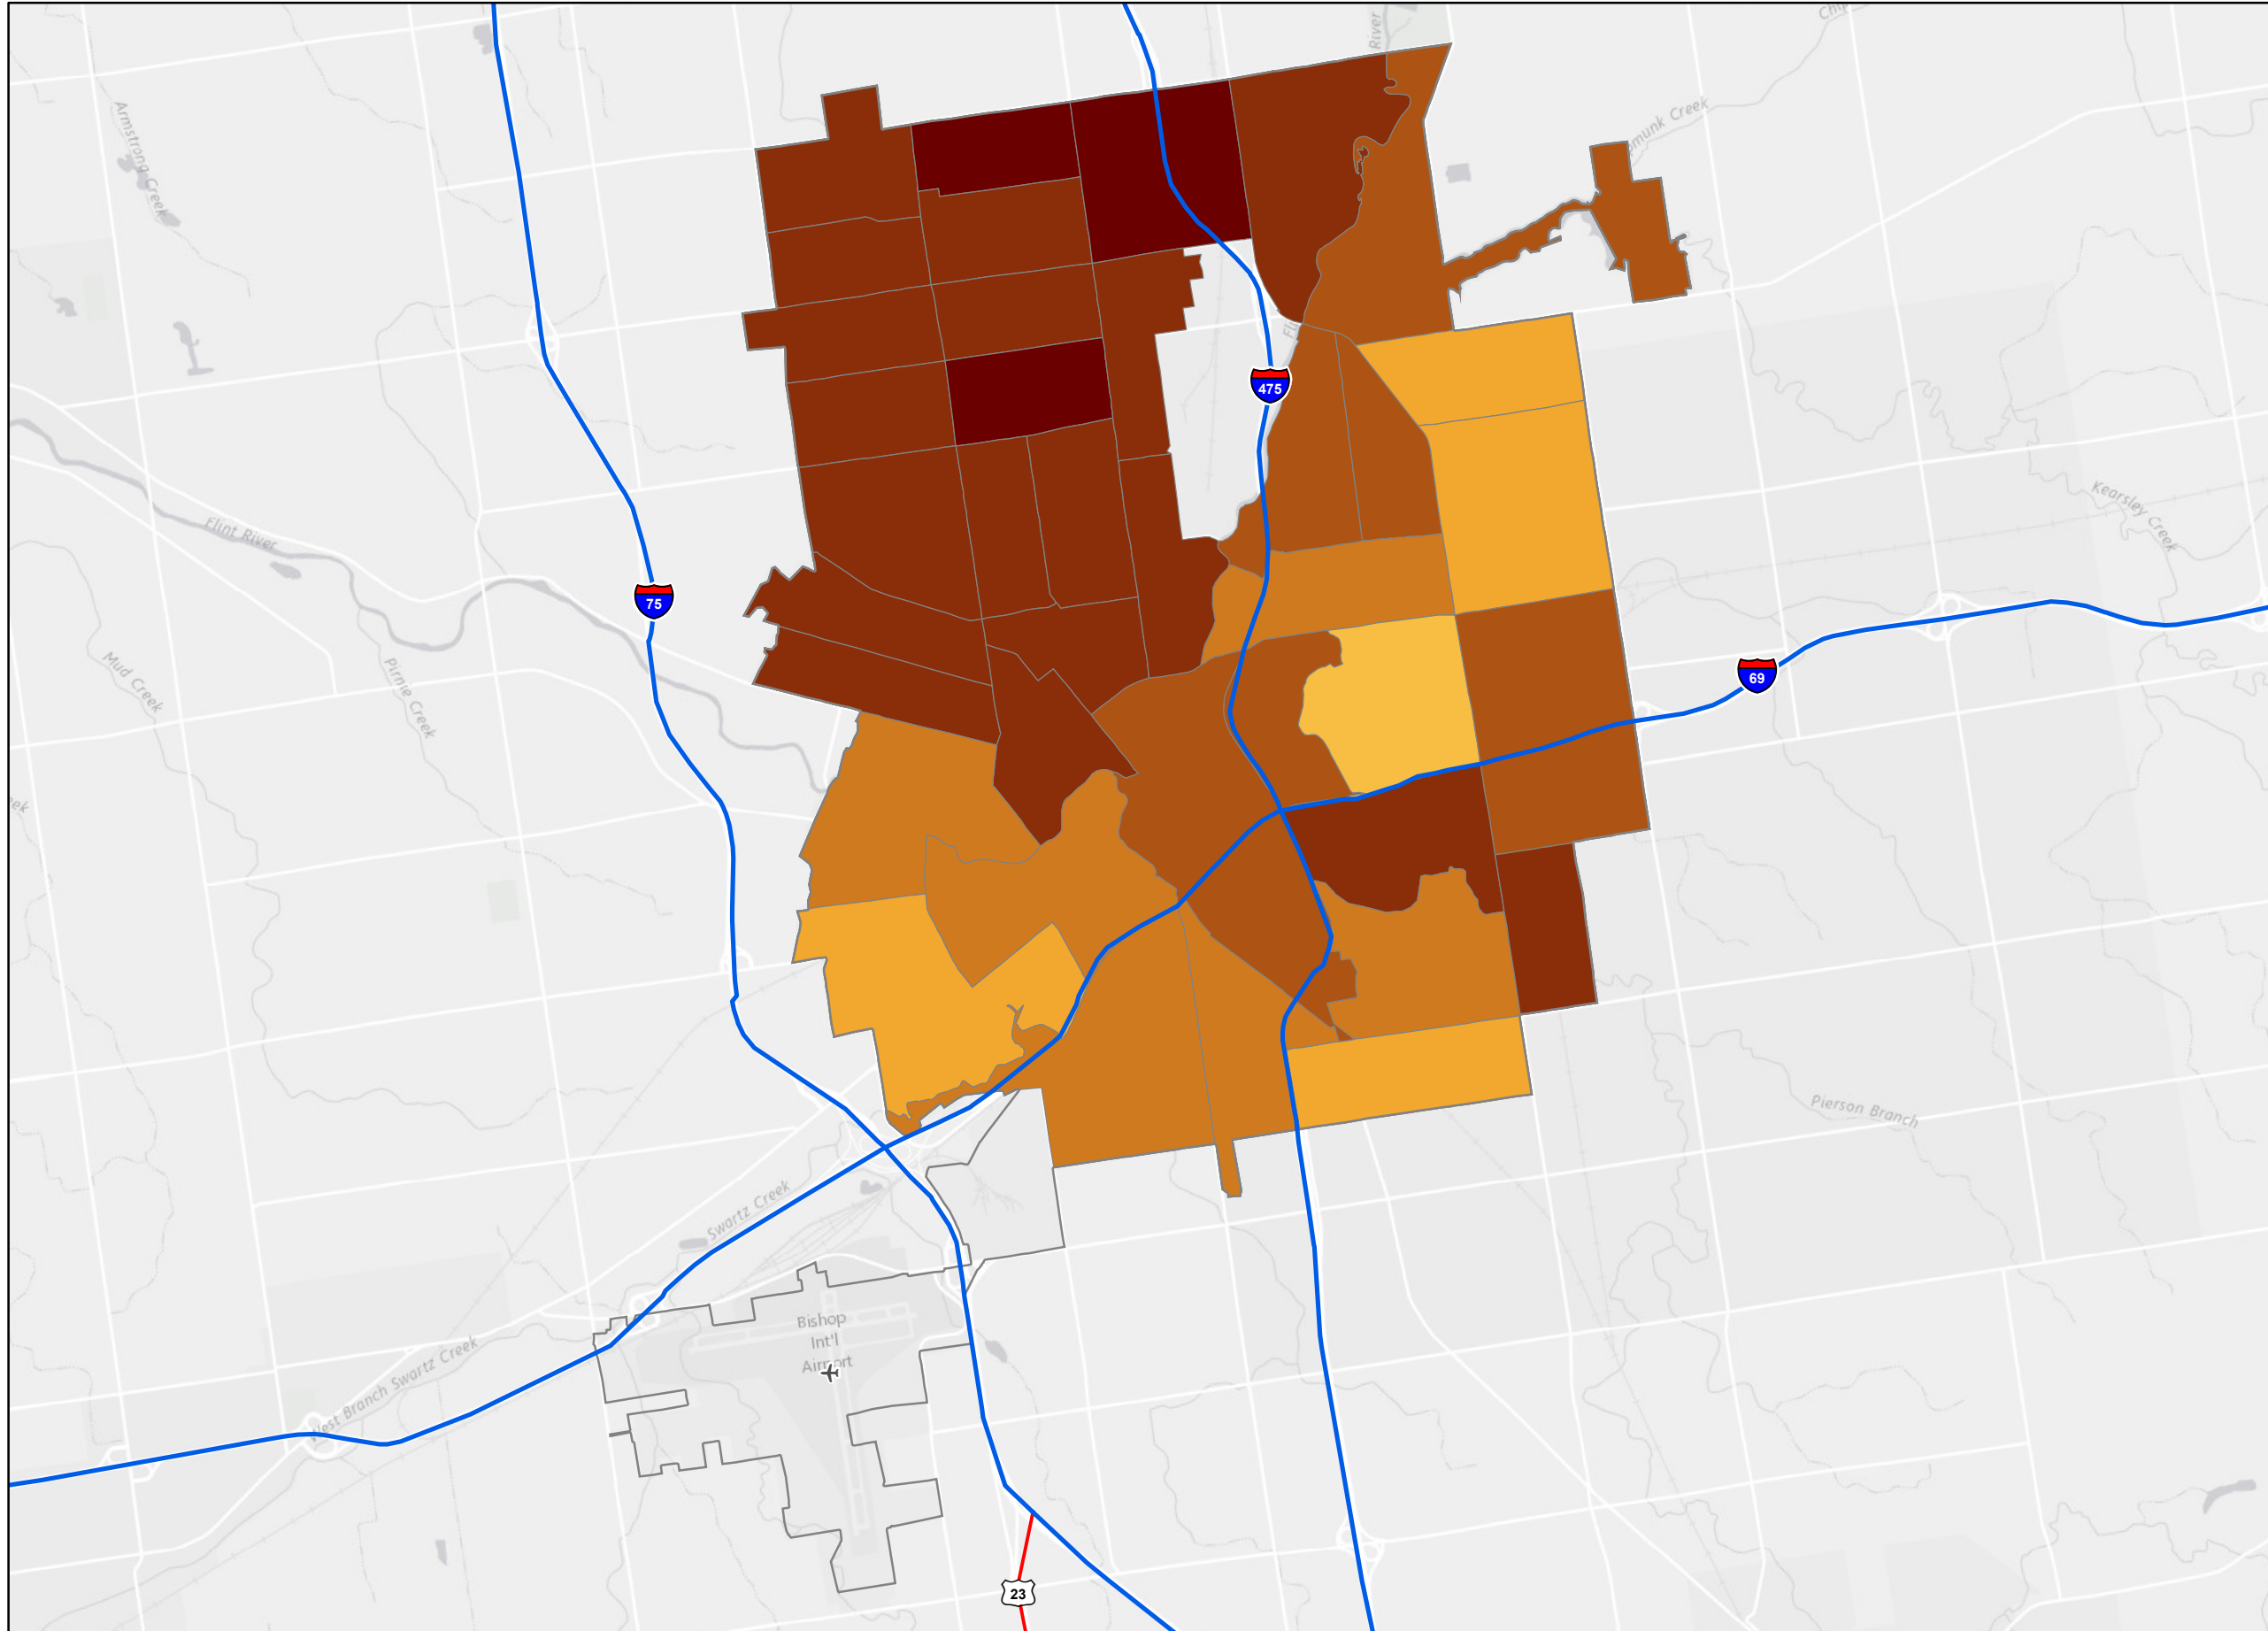 River
Armstrong Creek
475
Flint River
Kearsley Creek
75
Mud Creek
Pirnie Creek
69
Pierson Branch
Swartz Creek
Bishop
Int'l
Airport
West Branch Swartz Creek
23